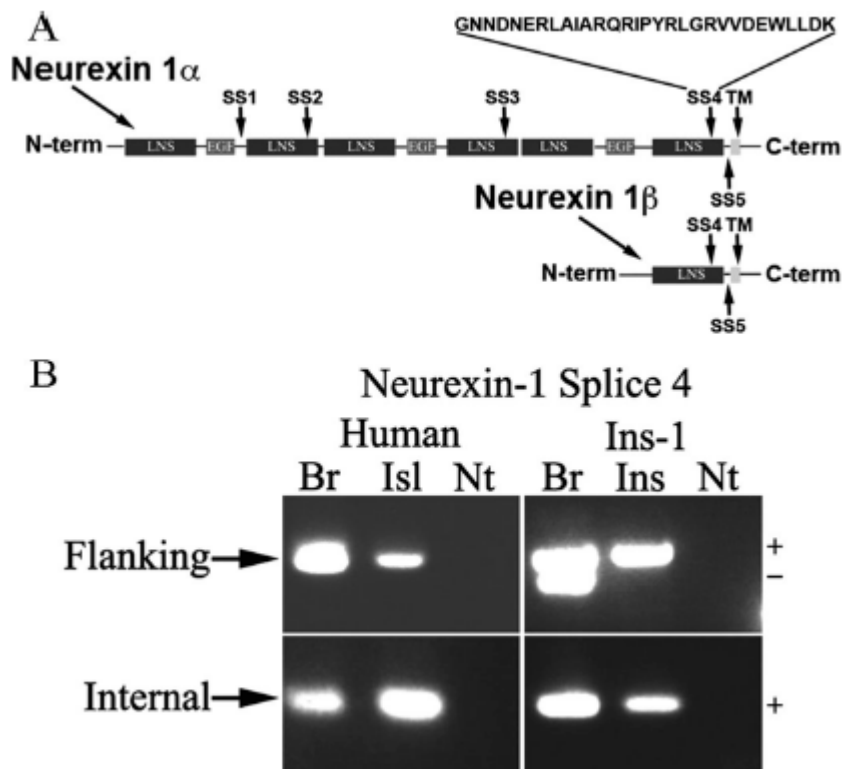 A
GNNDNERLAIARQRIPYRLGRVVDEWLLDK
Neurexin 1α
SS1 SS2 SS3 SS4 TM
N-term LNS EGF LNS LNS EGF LNS LNS EGF LNS C-term
SS5
Neurexin 1β
SS4 TM
N-term LNS C-term
SS5
B
Neurexin-1 Splice 4
Human Ins-1
Br Isl Nt Br Ins Nt
Flanking + −
Internal +